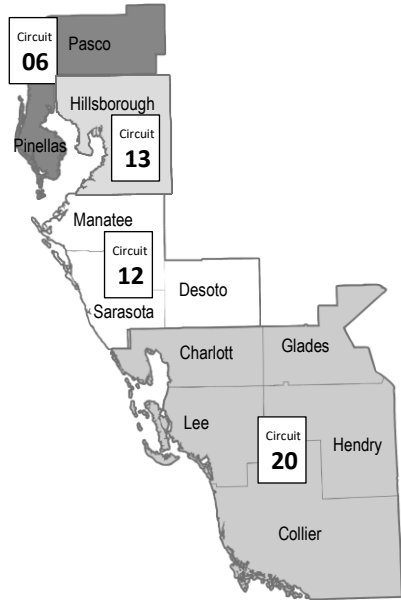 Circuit
06
Pasco
Hillsborough
Circuit
13
Pinellas
Manatee
Circuit
12
Desoto
Sarasota
Charlott
Glades
Lee
Circuit
20
Hendry
Collier